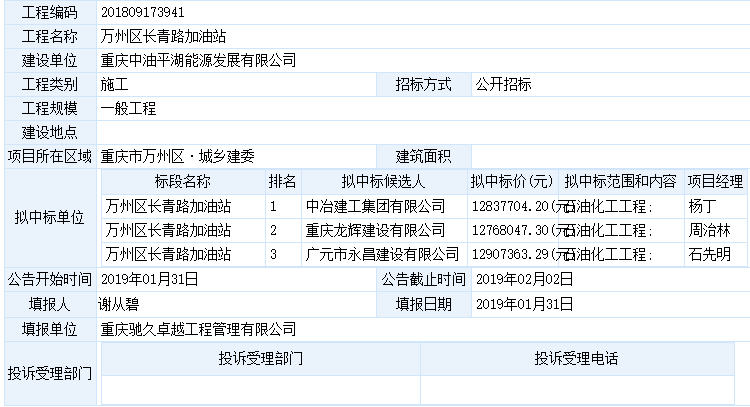 工程编码 201809173941
工程名称 万州区长青路加油站
建设单位 重庆中油平湖能源发展有限公司
工程类别 施工 招标方式 公开招标
工程规模 一般工程
建设地点
项目所在区域 重庆市万州区·城乡建委 建筑面积
拟中标单位
标段名称 排名 拟中标候选人 拟中标价(元) 拟中标范围和内容 项目经理
万州区长青路加油站 1 中冶建工集团有限公司 12837704.20(元) 石油化工工程; 杨丁
万州区长青路加油站 2 重庆龙辉建设有限公司 12768047.30(元) 石油化工工程; 周治林
万州区长青路加油站 3 广元市永昌建设有限公司 12907363.29(元) 石油化工工程; 石先明
公告开始时间 2019年01月31日 公告截止时间 2019年02月02日
填报人 谢从碧 填报日期 2019年01月31日
填报单位 重庆驰久卓越工程管理有限公司
投诉受理部门
投诉受理部门 投诉受理电话